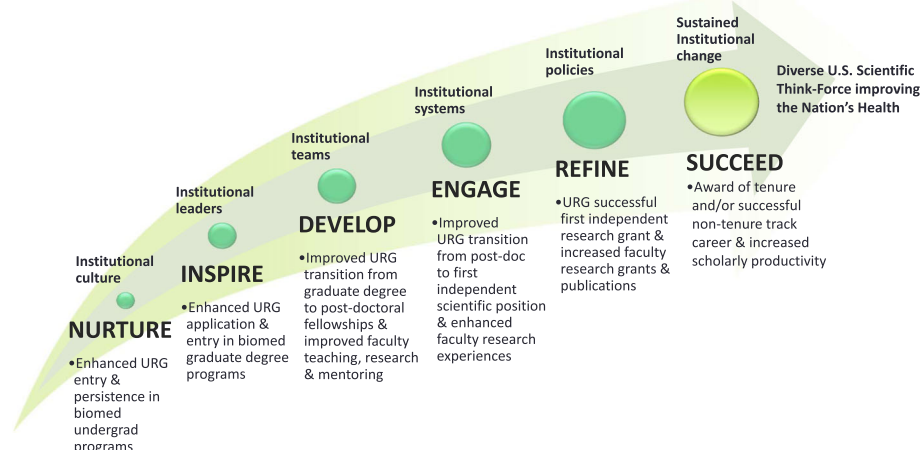 Institutional
culture
NURTURE
•Enhanced URG
entry &
persistence in
biomed
undergrad
programs
Institutional
leaders
INSPIRE
•Enhanced URG
application &
entry in biomed
graduate degree
programs
Institutional
teams
DEVELOP
•Improved URG
transition from
graduate degree
to post-doctoral
fellowships &
improved faculty
teaching, research
& mentoring
Institutional
systems
ENGAGE
•Improved
URG transition
from post-doc
to first
independent
scientific position
& enhanced
faculty research
experiences
Institutional
policies
REFINE
•URG successful
first independent
research grant &
increased faculty
research grants &
publications
Sustained
Institutional
change
SUCCEED
•Award of tenure
and/or successful
non-tenure track
career & increased
scholarly productivity
Diverse U.S. Scientific
Think-Force improving
the Nation’s Health